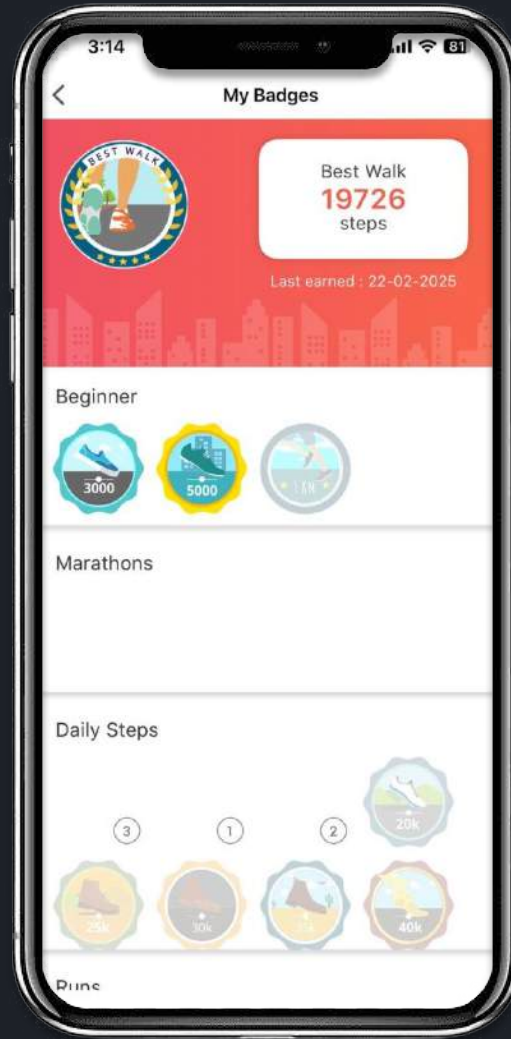 3:14
81
My Badges
BEST WALK
Best Walk
19726
steps
Last earned : 22-02-2025
Beginner
3000
5000
Marathons
Daily Steps
20k
3
1
2
25k
30k
40k
Runs